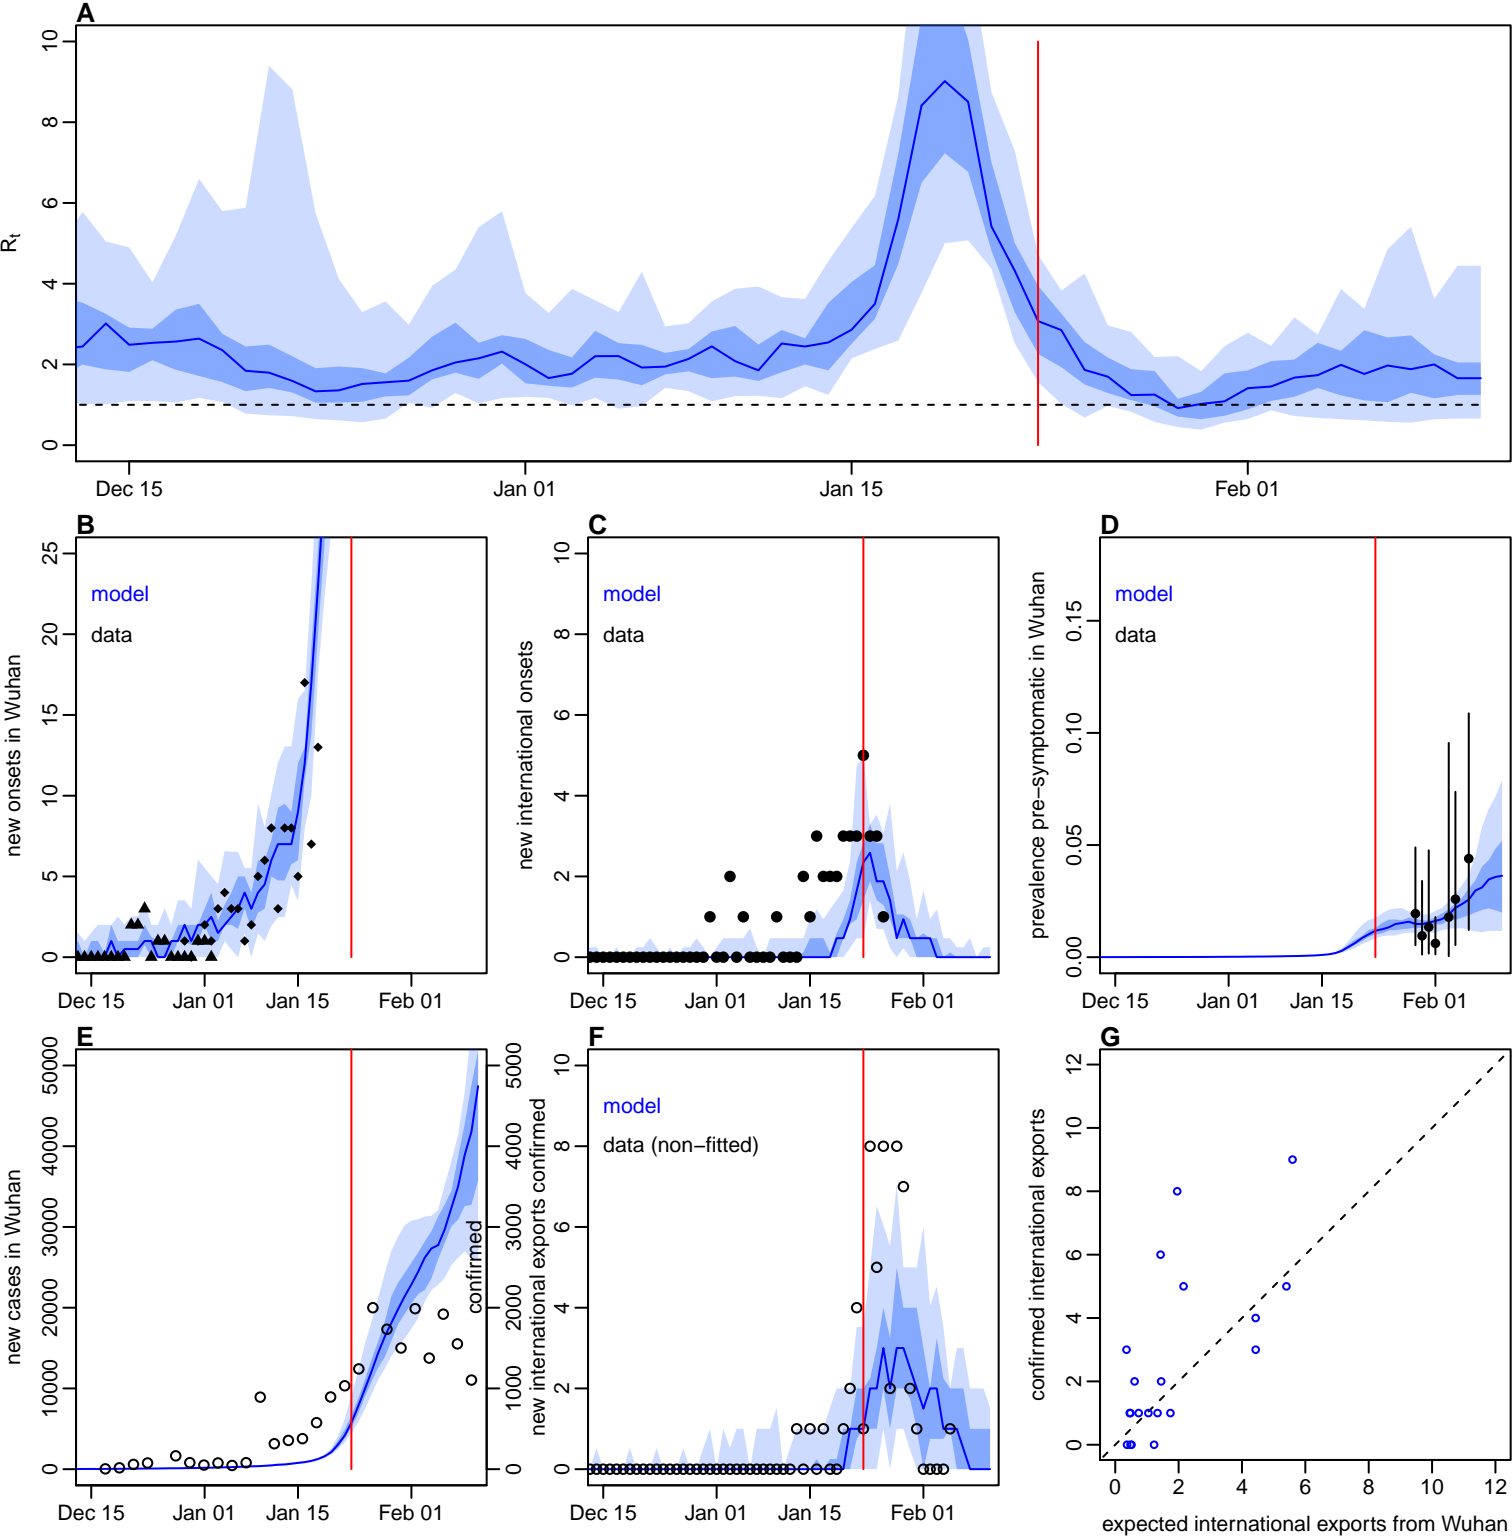 A
Rt
10
8
6
4
2
0
Dec 15
Jan 01
Jan 15
Feb 01
B
new onsets in Wuhan
25
20
15
10
5
0
model
data
Dec 15
Jan 01
Jan 15
Feb 01
C
new international onsets
10
8
6
4
2
0
model
data
Dec 15
Jan 01
Jan 15
Feb 01
D
prevalence pre−symptomatic in Wuhan
0.15
0.10
0.05
0.00
model
data
Dec 15
Jan 01
Jan 15
Feb 01
E
new cases in Wuhan
50000
40000
30000
20000
10000
0
confirmed
5000
4000
3000
2000
1000
0
Dec 15
Jan 01
Jan 15
Feb 01
F
new international exports confirmed
10
8
6
4
2
0
model
data (non−fitted)
Dec 15
Jan 01
Jan 15
Feb 01
G
confirmed international exports
12
10
8
6
4
2
0
0
2
4
6
8
10
12
expected international exports from Wuhan